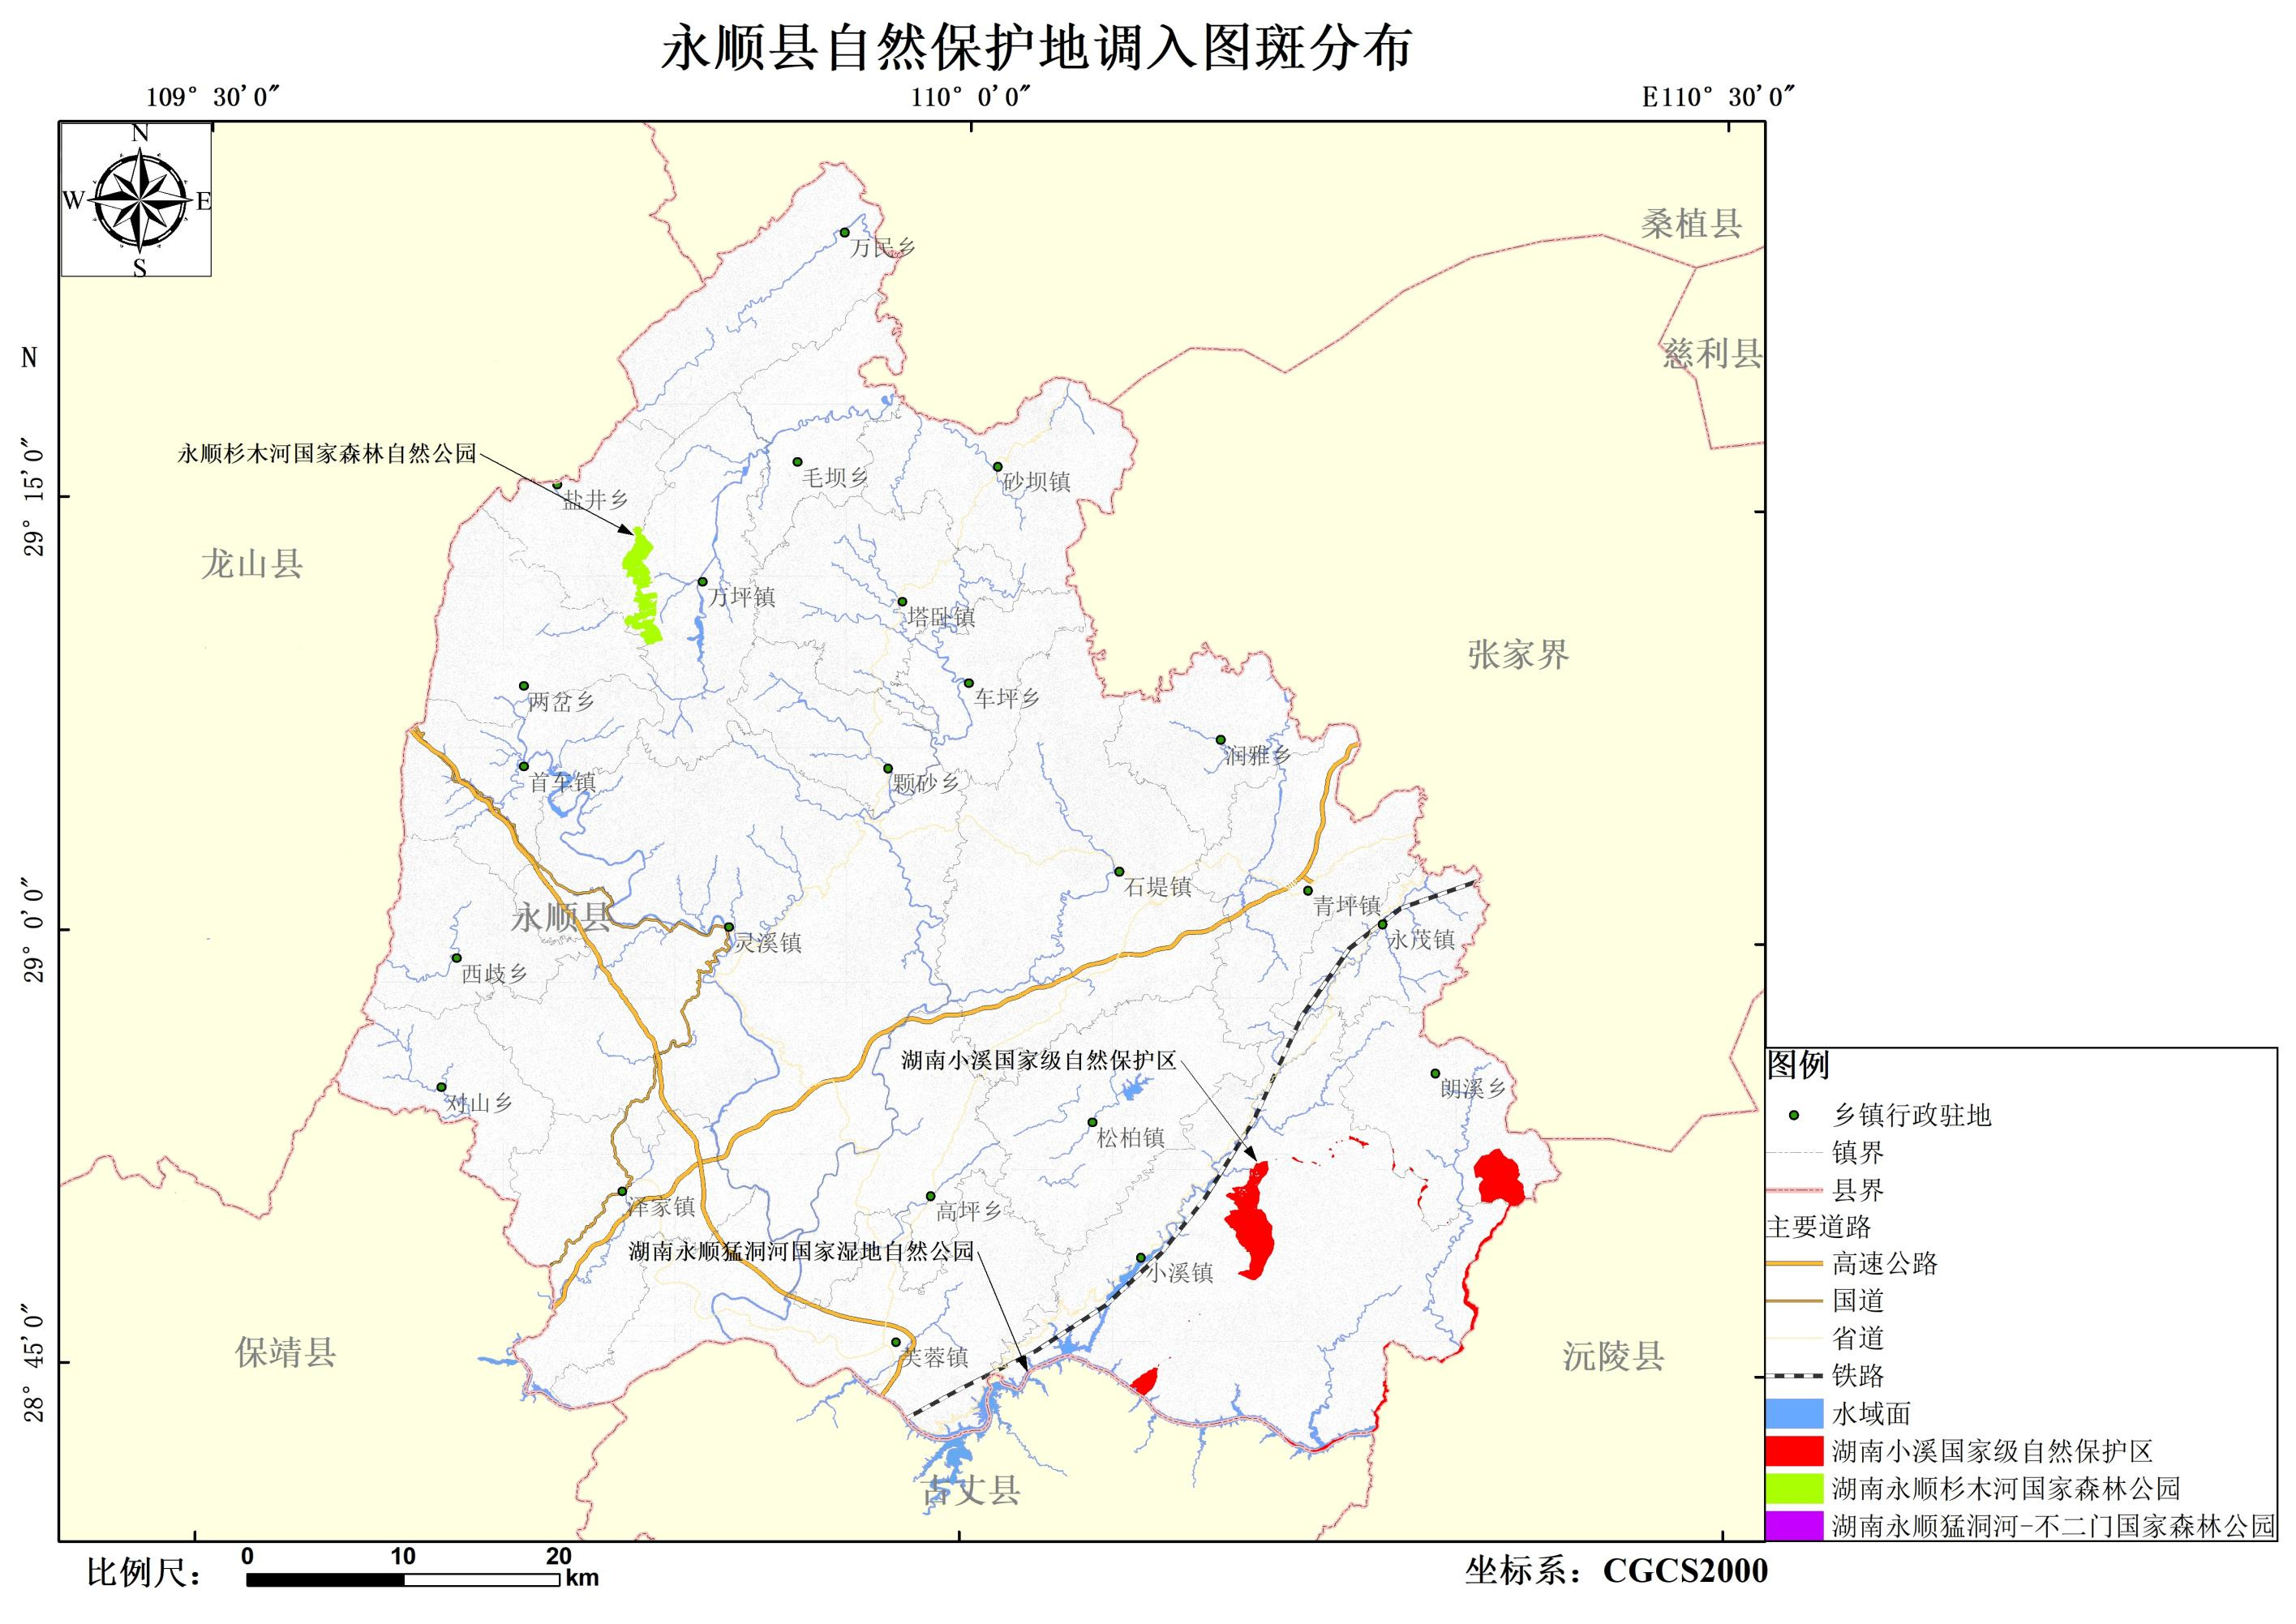 永顺县自然保护地调入图斑分布
109° 30′0″
110° 0′0″
E110° 30′0″
N
W
E
S
桑植县
万民乡
N
慈利县
永顺杉木河国家森林自然公园
毛坝乡
砂坝镇
盐井乡
29° 15′0″
龙山县
万坪镇
塔卧镇
张家界
两岔乡
车坪乡
润雅乡
首车镇
颗砂乡
石堤镇
青坪镇
永顺县
灵溪镇
永茂镇
29° 0′0″
西歧乡
湖南小溪国家级自然保护区
朗溪乡
对山乡
松柏镇
泽家镇
高坪乡
湖南永顺猛洞河国家湿地自然公园
小溪镇
28° 45′0″
保靖县
芙蓉镇
沅陵县
古丈县
图例
乡镇行政驻地
镇界
县界
主要道路
高速公路
国道
省道
铁路
水域面
湖南小溪国家级自然保护区
湖南永顺杉木河国家森林公园
湖南永顺猛洞河-不二门国家森林公园
比例尺：
0 10 20
km
坐标系：CGCS2000